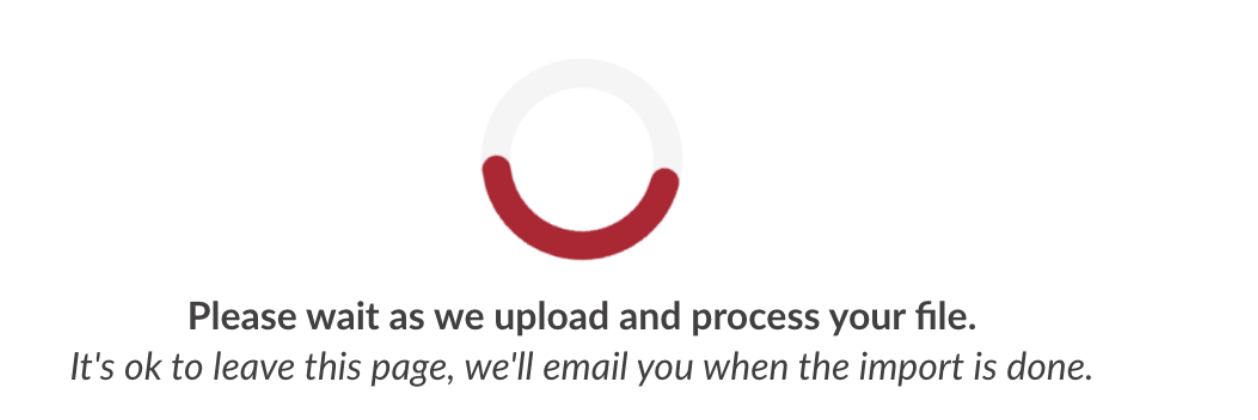 Please wait as we upload and process your file.
It's ok to leave this page, we'll email you when the import is done.